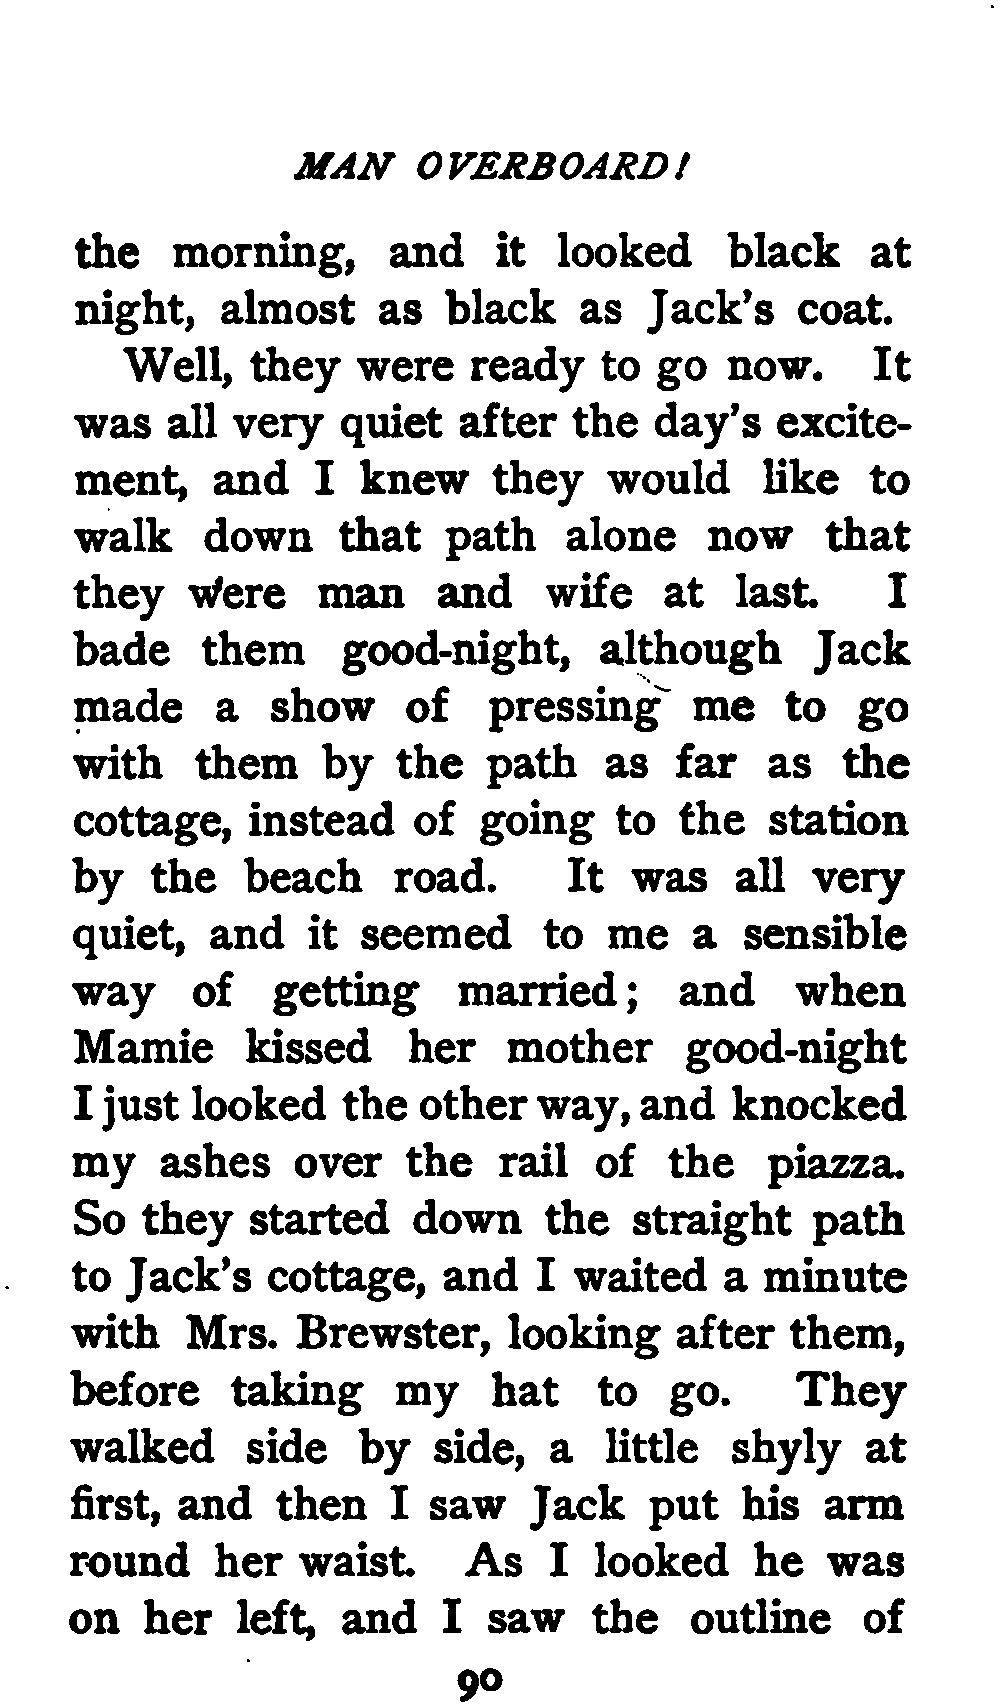 MAN OVERBOARD!
the morning, and it looked black at
night, almost as black as Jack's coat.
Well, they were ready to go now. It
was all very quiet after the day's excite-
ment, and I knew they would like to
walk down that path alone now that
they were man and wife at last. I
bade them good-night, although Jack
made a show of pressing me to go
with them by the path as far as the
cottage, instead of going to the station
by the beach road. It was all very
quiet, and it seemed to me a sensible
way of getting married; and when
Mamie kissed her mother good-night
I just looked the other way, and knocked
my ashes over the rail of the piazza.
So they started down the straight path
to Jack's cottage, and I waited a minute
with Mrs. Brewster, looking after them,
before taking my hat to go. They
walked side by side, a little shyly at
first, and then I saw Jack put his arm
round her waist. As I looked he was
on her left, and I saw the outline of
90